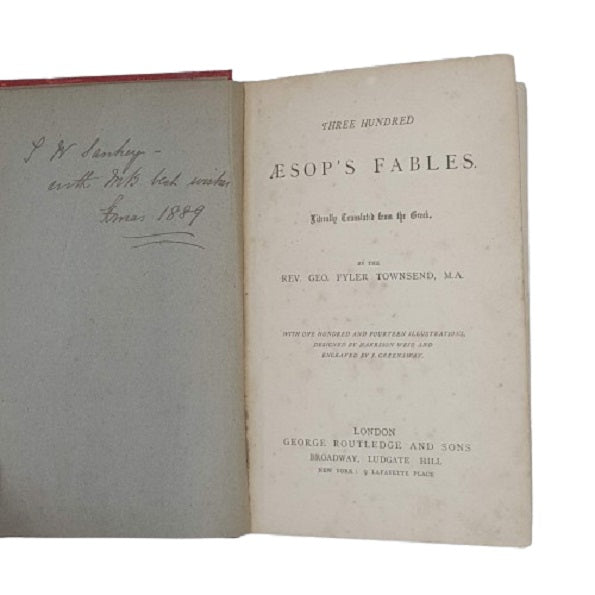 S W Sankey –
with MB best wishes
Xmas 1889
THREE HUNDRED
ÆSOP'S FABLES.
Literally Translated from the Greek.
BY THE
REV. GEO. FYLER TOWNSEND, M.A.
WITH ONE HUNDRED AND FOURTEEN ILLUSTRATIONS,
DESIGNED BY HARRISON WEIR AND
ENGRAVED BY J. GREENAWAY.
LONDON
GEORGE ROUTLEDGE AND SONS
BROADWAY, LUDGATE HILL
NEW YORK: 9 LAFAYETTE PLACE